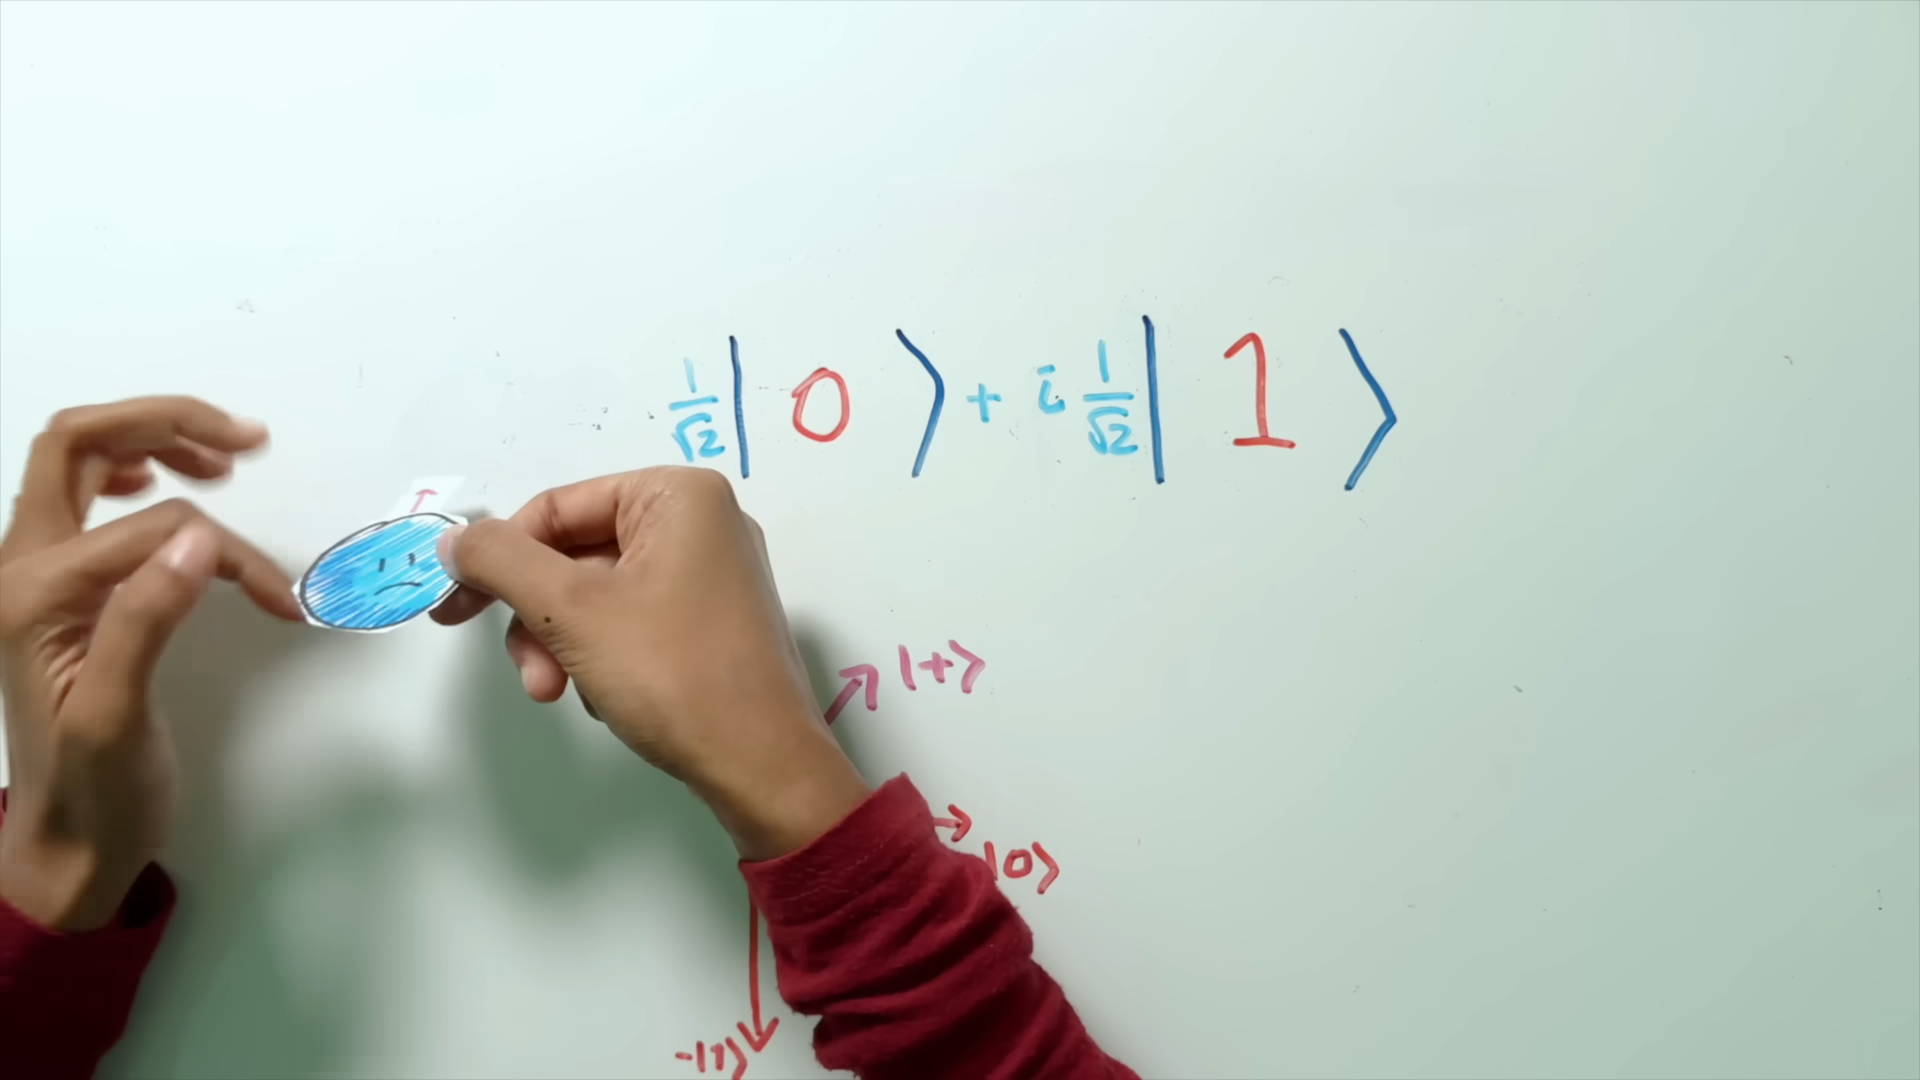 1/√2 | 0 ⟩ + i 1/√2 | 1 ⟩
|+⟩
|0⟩
-|1⟩